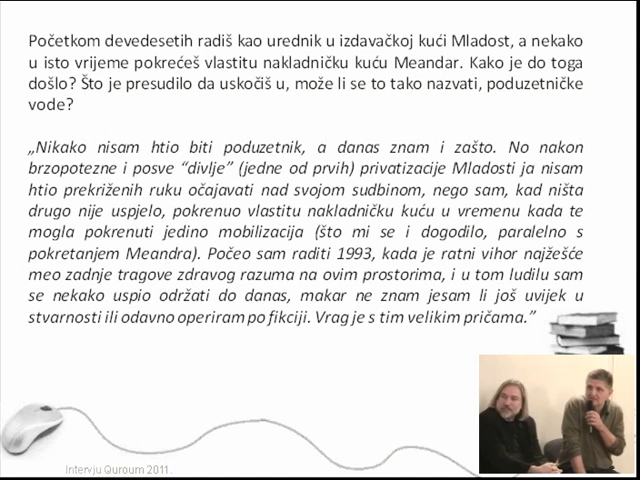 Početkom devedesetih radiš kao urednik u izdavačkoj kući Mladost, a nekako
u isto vrijeme pokrećeš vlastitu nakladničku kuću Meandar. Kako je do toga
došlo? Što je presudilo da uskočiš u, može li se to tako nazvati, poduzetničke
vode?
„Nikako nisam htio biti poduzetnik, a danas znam i zašto. No nakon
brzopotezne i posve “divlje” (jedne od prvih) privatizacije Mladosti ja nisam
htio prekriženih ruku očajavati nad svojom sudbinom, nego sam, kad ništa
drugo nije uspjelo, pokrenuo vlastitu nakladničku kuću u vremenu kada te
mogla pokrenuti jedino mobilizacija (što mi se i dogodilo, paralelno s
pokretanjem Meandra). Počeo sam raditi 1993, kada je ratni vihor najžešće
meo zadnje tragove zdravog razuma na ovim prostorima, i u tom ludilu sam
se nekako uspio održati do danas, makar ne znam jesam li još uvijek u
stvarnosti ili odavno operiram po fikciji. Vrag je s tim velikim pričama.”
Intervju Quroum 2011.